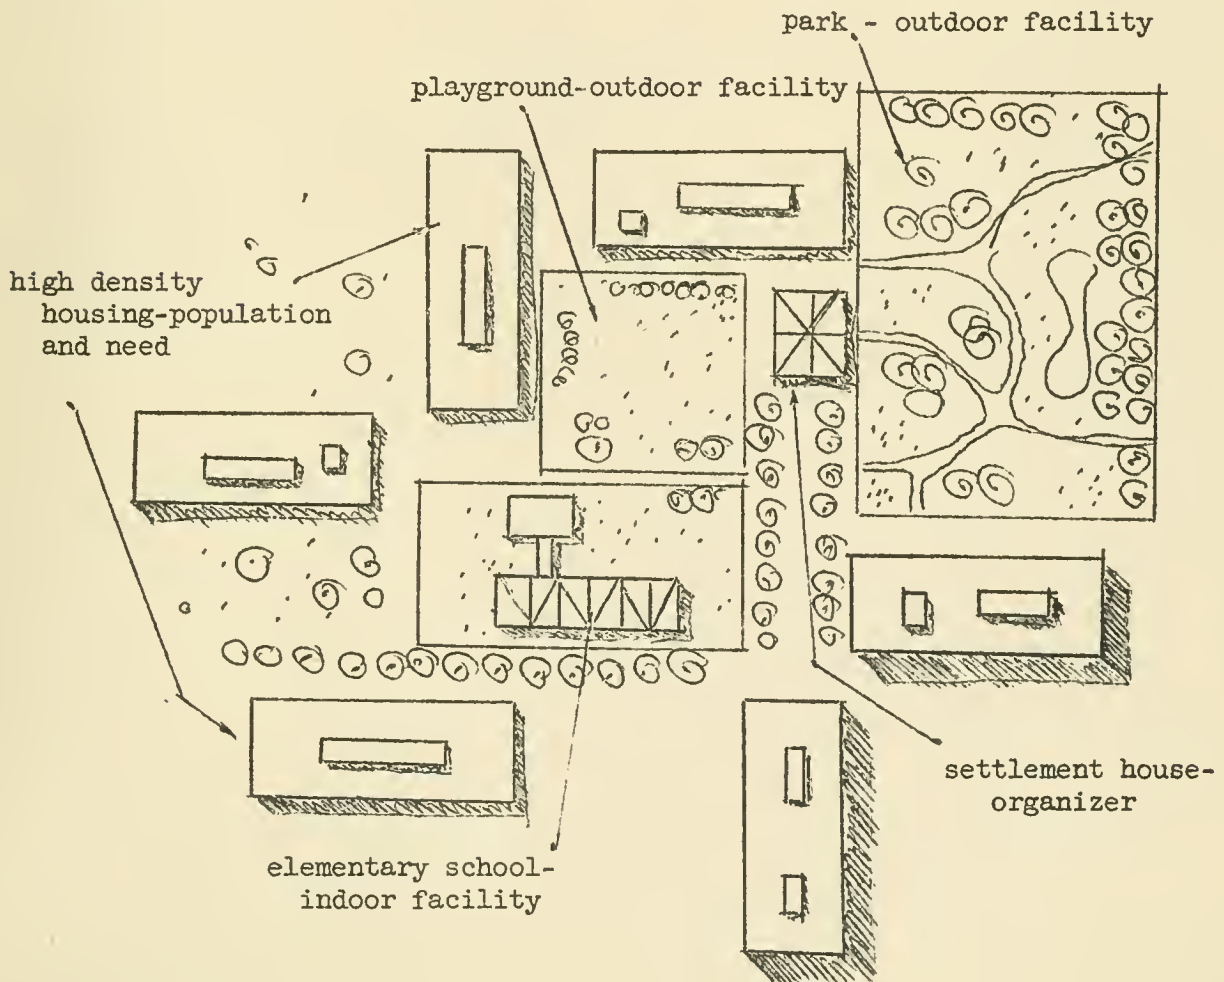 park - outdoor facility
playground-outdoor facility
high density
housing-population
and need
settlement house-
organizer
elementary school-
indoor facility